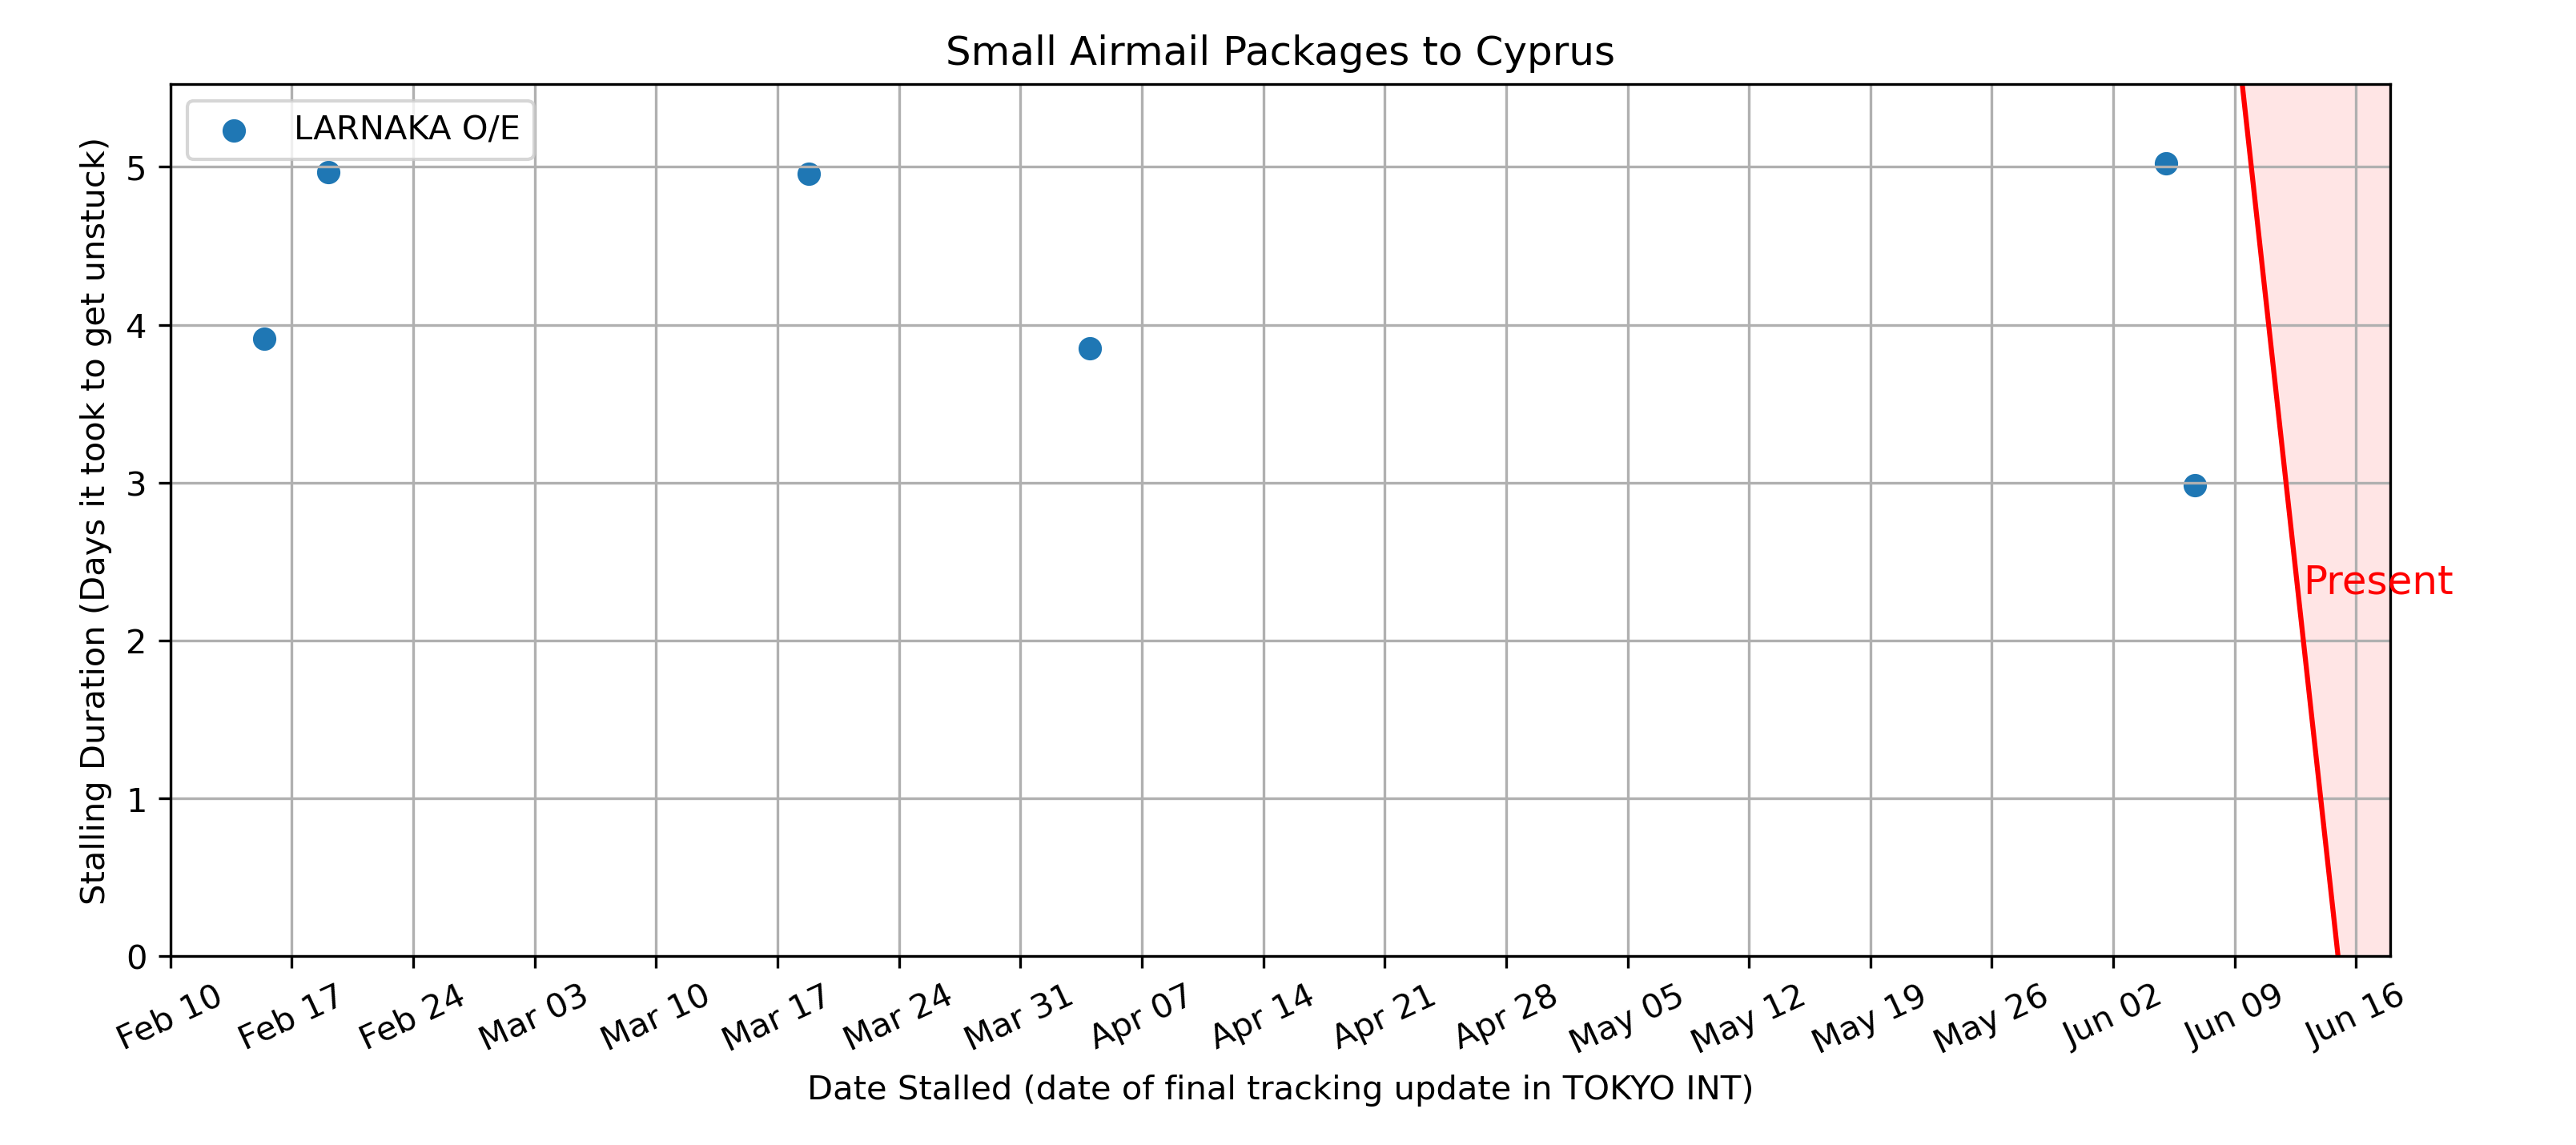 Small Airmail Packages to Cyprus
LARNAKA O/E
Stalling Duration (Days it took to get unstuck)
5
4
3
2
1
0
Present
Feb 10
Feb 17
Feb 24
Mar 03
Mar 10
Mar 17
Mar 24
Mar 31
Apr 07
Apr 14
Apr 21
Apr 28
May 05
May 12
May 19
May 26
Jun 02
Jun 09
Jun 16
Date Stalled (date of final tracking update in TOKYO INT)